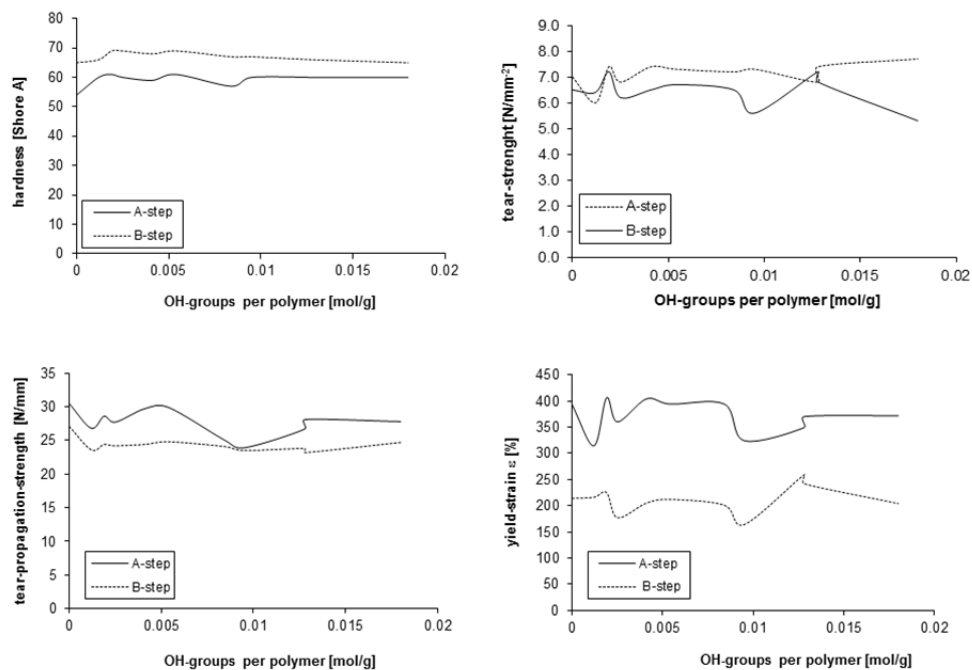 hardness [Shore A]
80
70
60
50
40
30
20
10
0
A-step
B-step
0 0.005 0.01 0.015 0.02
OH-groups per polymer [mol/g]
tear-strenght [N/mm⁻²]
9.0
8.0
7.0
6.0
5.0
4.0
3.0
2.0
1.0
0.0
A-step
B-step
0 0.005 0.01 0.015 0.02
OH-groups per polymer [mol/g]
tear-propagation-strength [N/mm]
35
30
25
20
15
10
5
0
A-step
B-step
0 0.005 0.01 0.015 0.02
OH-groups per polymer [mol/g]
yield-strain ε [%]
450
400
350
300
250
200
150
100
50
0
A-step
B-step
0 0.005 0.01 0.015 0.02
OH-groups per polymer [mol/g]